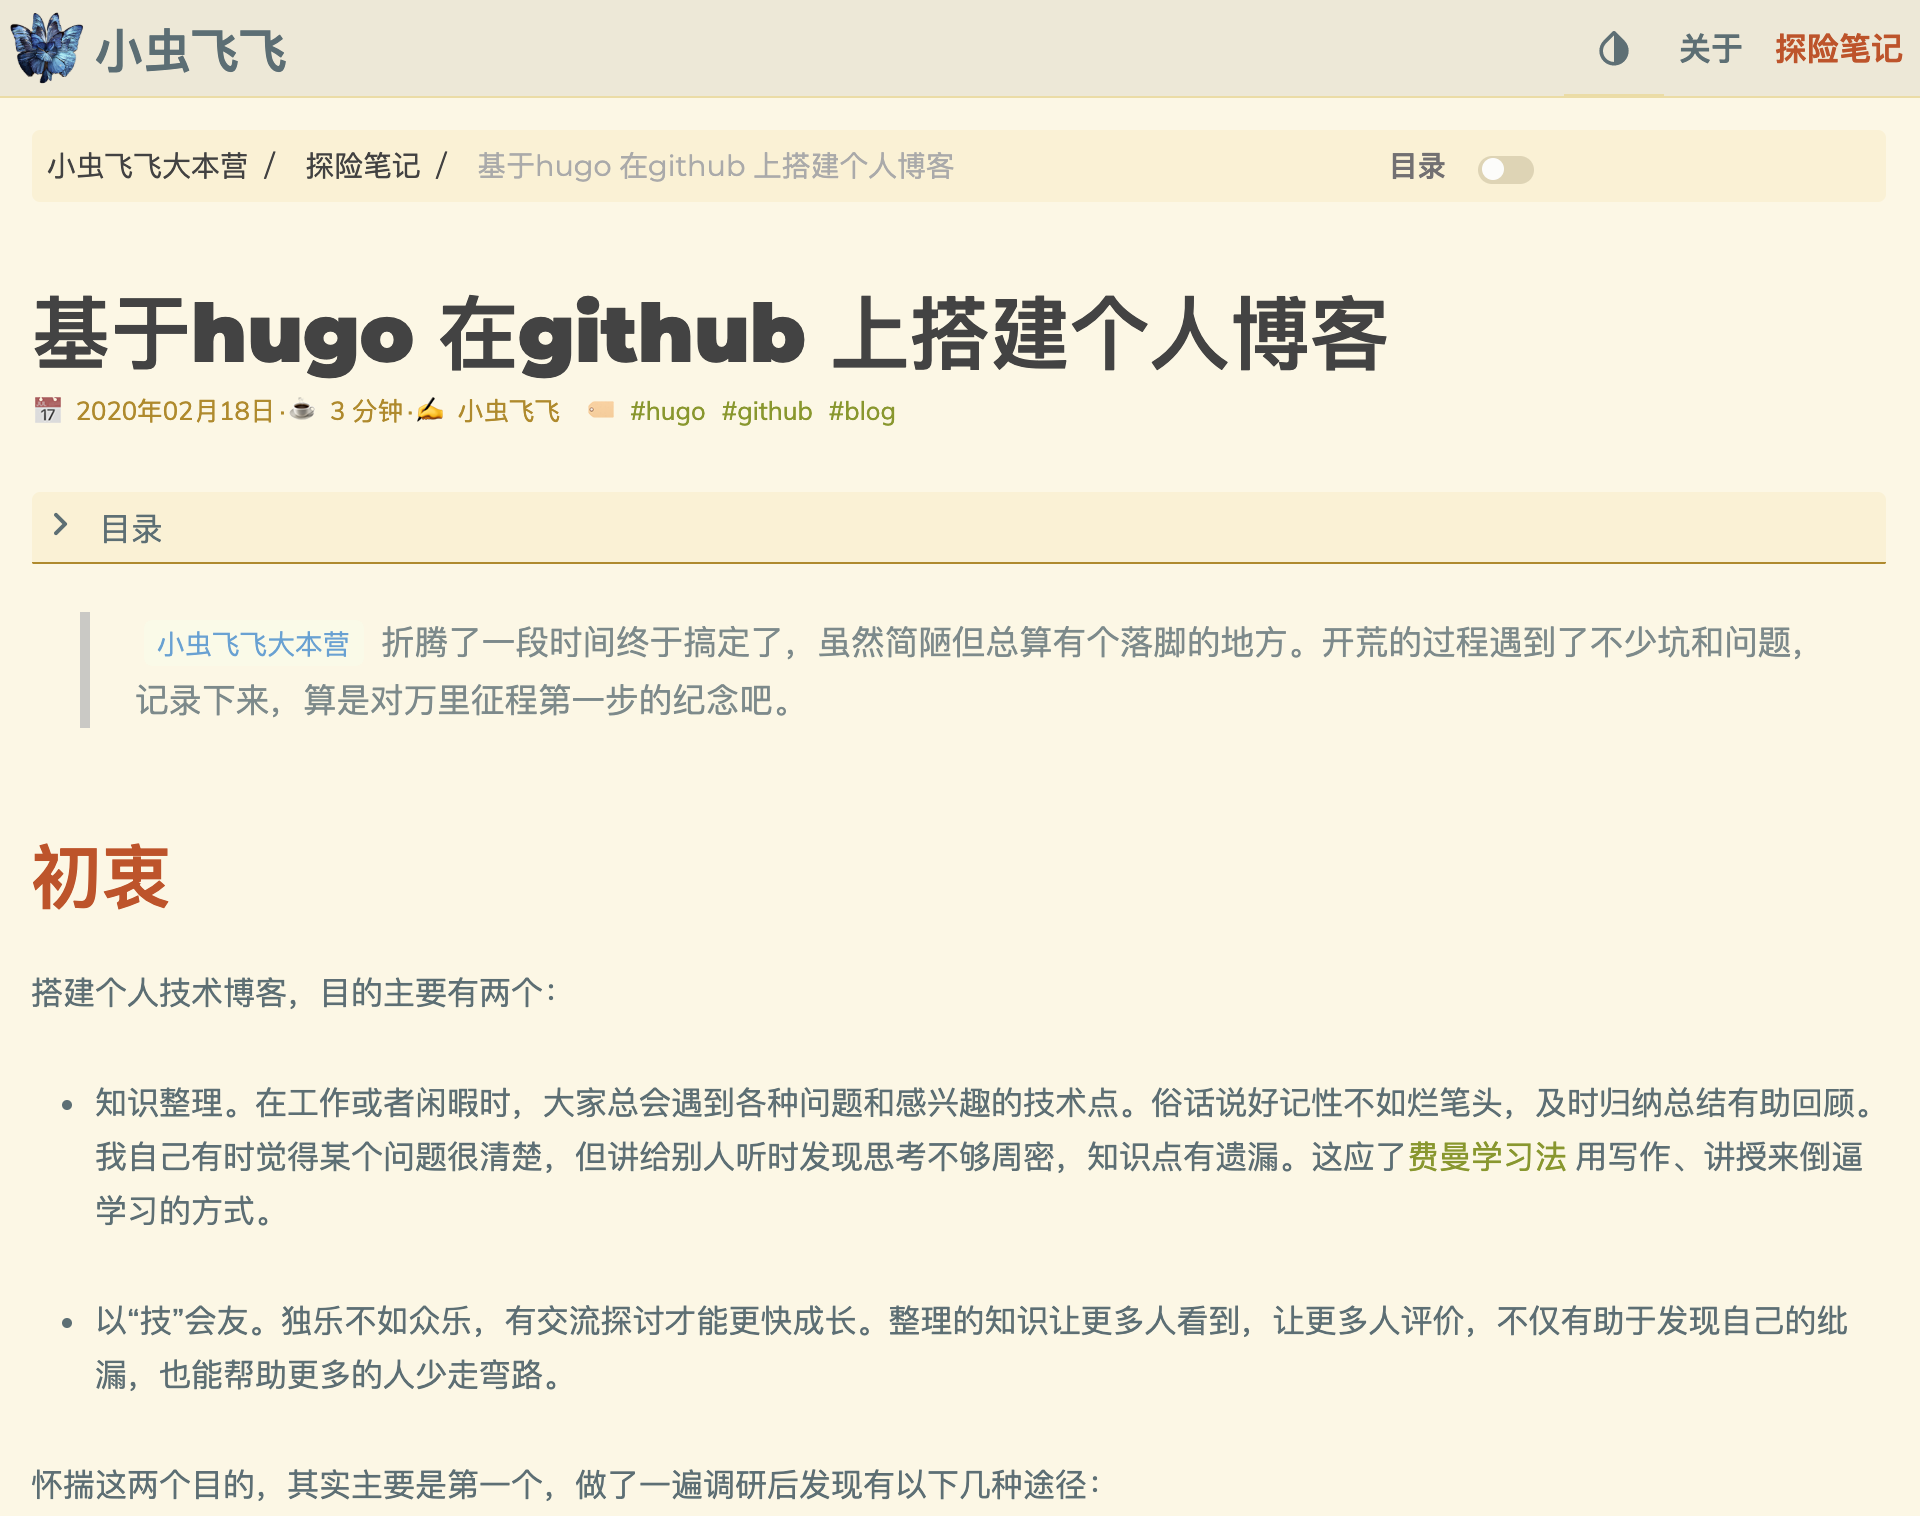 小虫飞飞
关于
探险笔记
小虫飞飞大本营 / 探险笔记 / 基于hugo 在github 上搭建个人博客
目录
基于hugo 在github 上搭建个人博客
17 2020年02月18日 · 3 分钟 · 小虫飞飞 #hugo #github #blog
目录
小虫飞飞大本营 折腾了一段时间终于搞定了，虽然简陋但总算有个落脚的地方。开荒的过程遇到了不少坑和问题，
记录下来，算是对万里征程第一步的纪念吧。
初衷
搭建个人技术博客，目的主要有两个：
• 知识整理。在工作或者闲暇时，大家总会遇到各种问题和感兴趣的技术点。俗话说好记性不如烂笔头，及时归纳总结有助回顾。
我自己有时觉得某个问题很清楚，但讲给别人听时发现思考不够周密，知识点有遗漏。这应了费曼学习法 用写作、讲授来倒逼
学习的方式。
• 以“技”会友。独乐不如众乐，有交流探讨才能更快成长。整理的知识让更多人看到，让更多人评价，不仅有助于发现自己的纰
漏，也能帮助更多的人少走弯路。
怀揣这两个目的，其实主要是第一个，做了一遍调研后发现有以下几种途径：